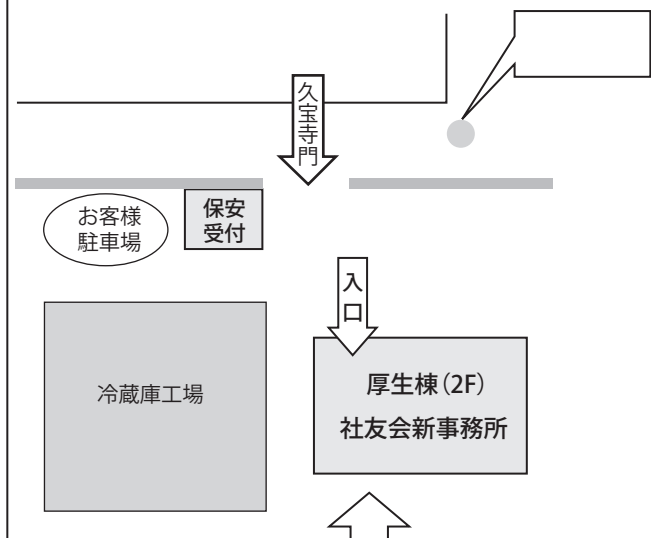 久宝寺門
お客様
駐車場
保安
受付
入口
冷蔵庫工場
厚生棟(2F)
社友会新事務所